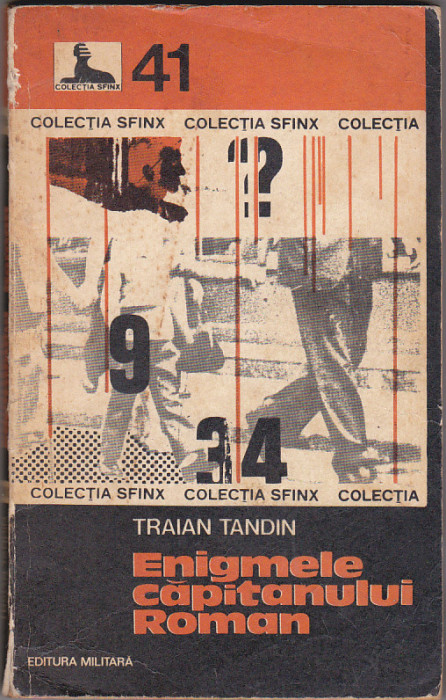 COLECȚIA SFINX
41
COLECȚIA SFINX COLECȚIA SFINX COLECȚIA
?
9
34
COLECȚIA SFINX COLECȚIA SFINX COLECȚIA
TRAIAN TANDIN
Enigmele
căpitanului
Roman
EDITURA MILITARĂ